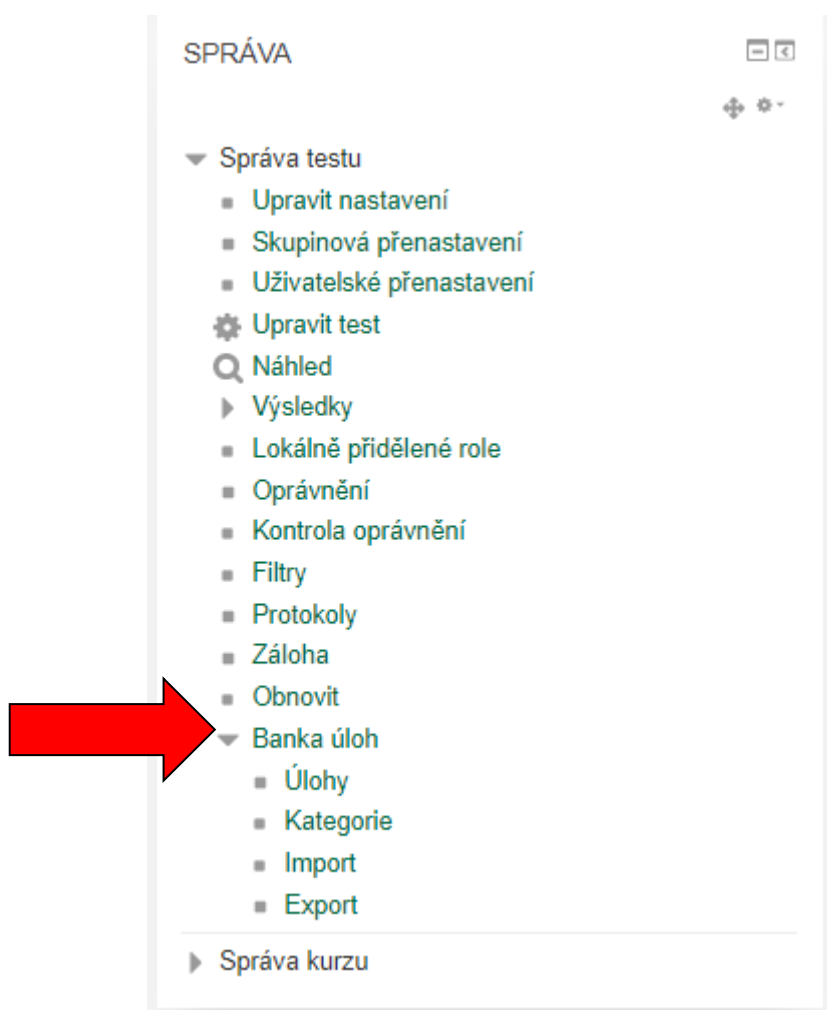 SPRÁVA
Správa testu
Upravit nastavení
Skupinová přenastavení
Uživatelské přenastavení
Upravit test
Náhled
Výsledky
Lokálně přidělené role
Oprávnění
Kontrola oprávnění
Filtry
Protokoly
Záloha
Obnovit
Banka úloh
Úlohy
Kategorie
Import
Export
Správa kurzu